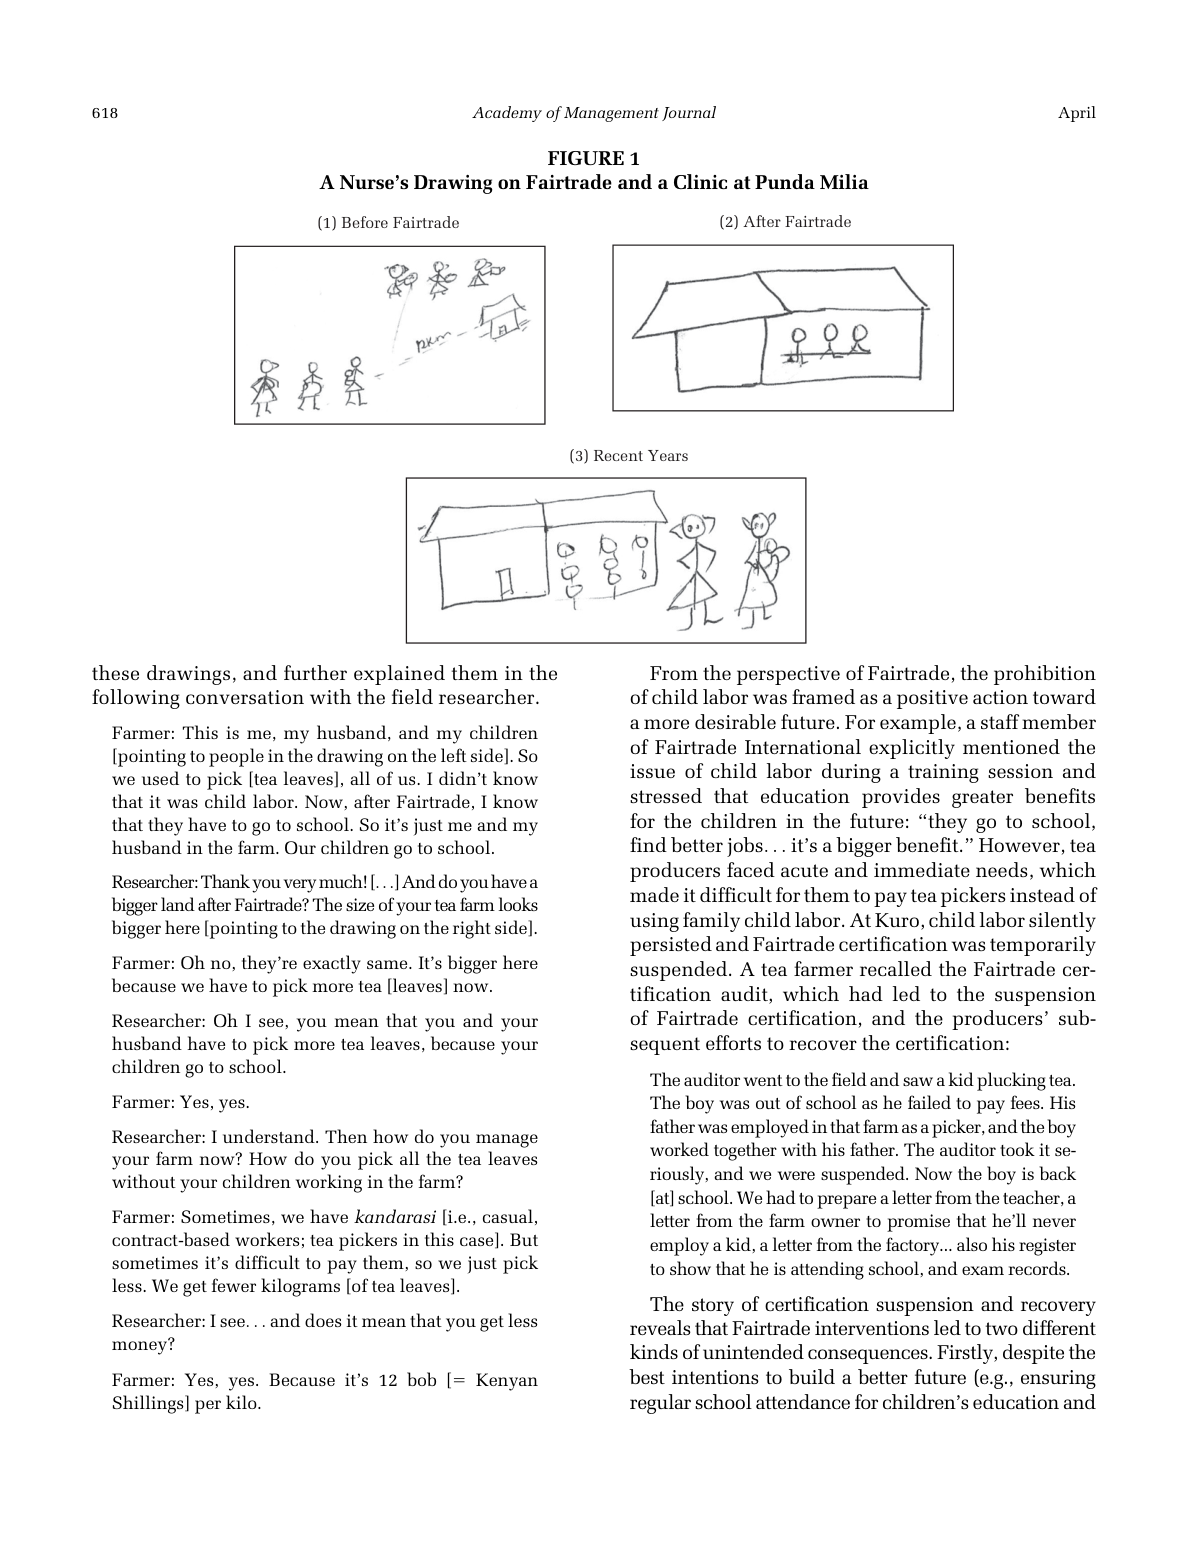 618
Academy of Management Journal
April
FIGURE 1
A Nurse’s Drawing on Fairtrade and a Clinic at Punda Milia
(1) Before Fairtrade
(2) After Fairtrade
(3) Recent Years
these drawings, and further explained them in the
following conversation with the field researcher.
Farmer: This is me, my husband, and my children
[pointing to people in the drawing on the left side]. So
we used to pick [tea leaves], all of us. I didn’t know
that it was child labor. Now, after Fairtrade, I know
that they have to go to school. So it’s just me and my
husband in the farm. Our children go to school.
Researcher: Thank you very much! [. . .] And do you have a
bigger land after Fairtrade? The size of your tea farm looks
bigger here [pointing to the drawing on the right side].
Farmer: Oh no, they’re exactly same. It’s bigger here
because we have to pick more tea [leaves] now.
Researcher: Oh I see, you mean that you and your
husband have to pick more tea leaves, because your
children go to school.
Farmer: Yes, yes.
Researcher: I understand. Then how do you manage
your farm now? How do you pick all the tea leaves
without your children working in the farm?
Farmer: Sometimes, we have kandarasi [i.e., casual,
contract-based workers; tea pickers in this case]. But
sometimes it’s difficult to pay them, so we just pick
less. We get fewer kilograms [of tea leaves].
Researcher: I see. . . and does it mean that you get less
money?
Farmer: Yes, yes. Because it’s 12 bob [= Kenyan
Shillings] per kilo.
From the perspective of Fairtrade, the prohibition
of child labor was framed as a positive action toward
a more desirable future. For example, a staff member
of Fairtrade International explicitly mentioned the
issue of child labor during a training session and
stressed that education provides greater benefits
for the children in the future: “they go to school,
find better jobs. . . it’s a bigger benefit.” However, tea
producers faced acute and immediate needs, which
made it difficult for them to pay tea pickers instead of
using family child labor. At Kuro, child labor silently
persisted and Fairtrade certification was temporarily
suspended. A tea farmer recalled the Fairtrade cer-
tification audit, which had led to the suspension
of Fairtrade certification, and the producers’ sub-
sequent efforts to recover the certification:
The auditor went to the field and saw a kid plucking tea.
The boy was out of school as he failed to pay fees. His
father was employed in that farm as a picker, and the boy
worked together with his father. The auditor took it se-
riously, and we were suspended. Now the boy is back
[at] school. We had to prepare a letter from the teacher, a
letter from the farm owner to promise that he’ll never
employ a kid, a letter from the factory... also his register
to show that he is attending school, and exam records.
The story of certification suspension and recovery
reveals that Fairtrade interventions led to two different
kinds of unintended consequences. Firstly, despite the
best intentions to build a better future (e.g., ensuring
regular school attendance for children’s education and